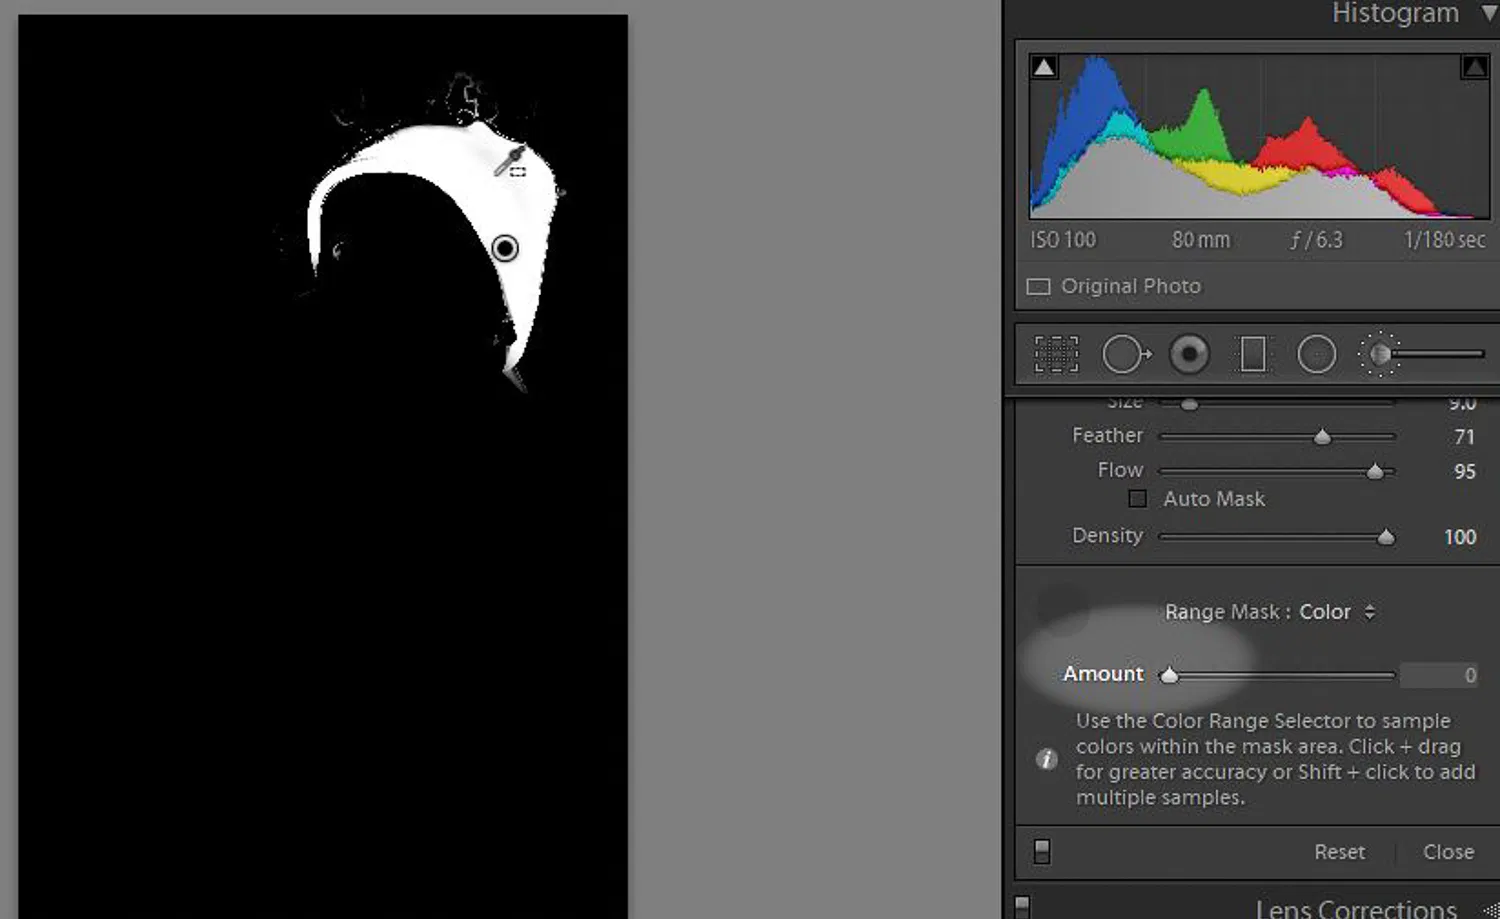 Histogram
ISO 100 80 mm ƒ / 6.3 1/180 sec
Original Photo
Size 9.0
Feather 71
Flow 95
Auto Mask
Density 100
Range Mask : Color
Amount 0
Use the Color Range Selector to sample
colors within the mask area. Click + drag
for greater accuracy or Shift + click to add
multiple samples.
Reset Close
Lens Corrections